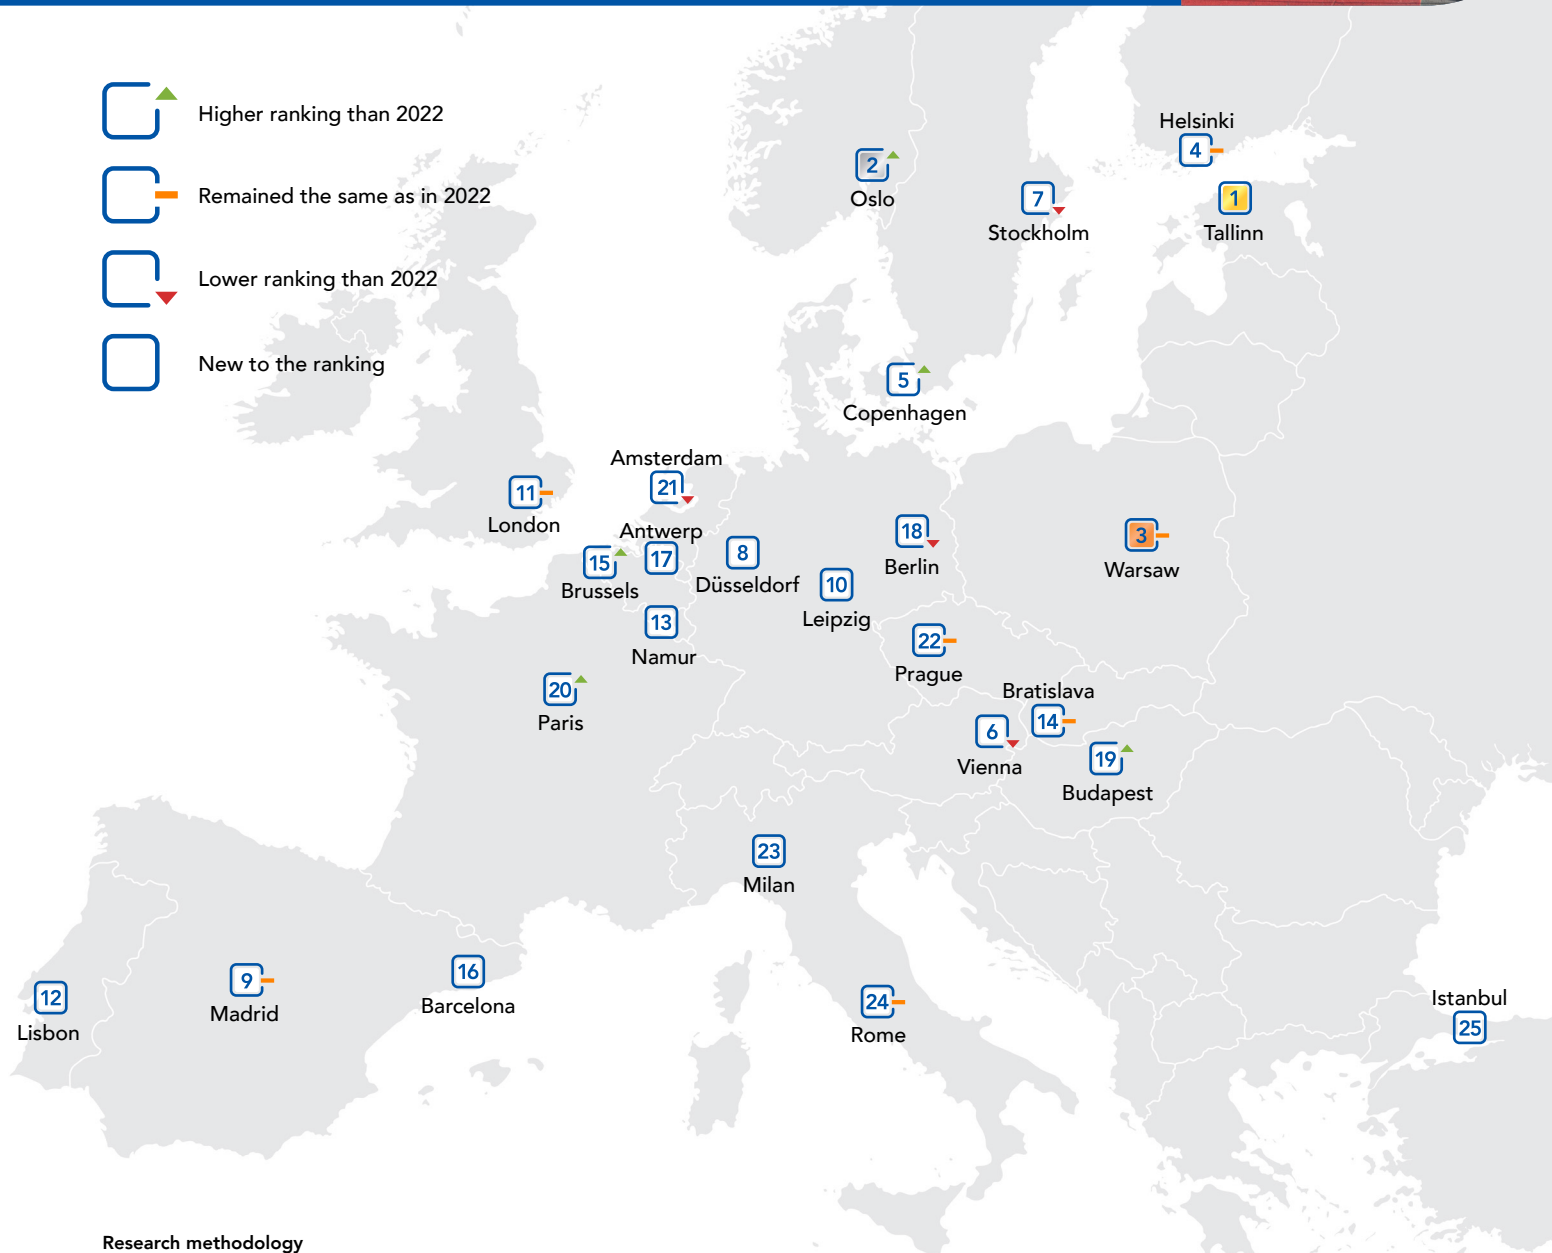 Higher ranking than 2022
Remained the same as in 2022
Lower ranking than 2022
New to the ranking
Helsinki
4
2
Oslo
7
Stockholm
1
Tallinn
5
Copenhagen
Amsterdam
21
11
London
Antwerp
17
15
Brussels
8
Düsseldorf
18
Berlin
3
Warsaw
10
Leipzig
13
Namur
22
Prague
20
Paris
Bratislava
14
6
Vienna
19
Budapest
23
Milan
9
Madrid
16
Barcelona
12
Lisbon
24
Rome
Istanbul
25
Research methodology